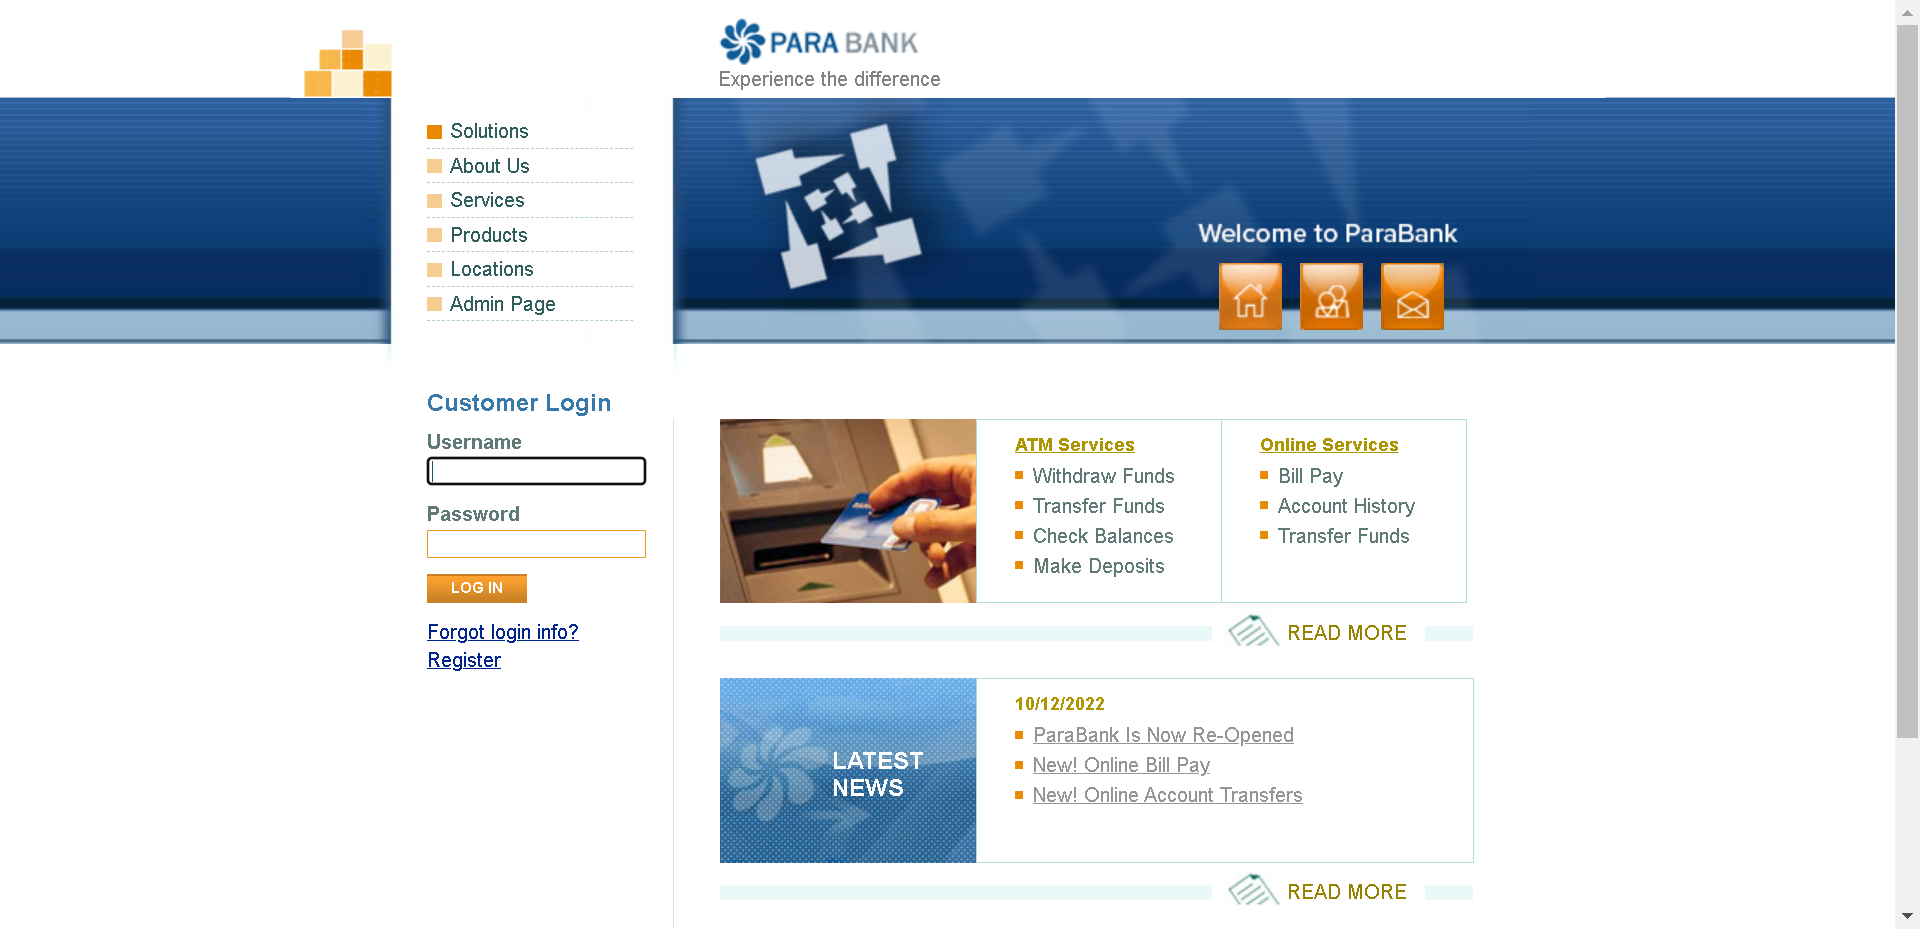 PARA BANK
Experience the difference
Solutions
About Us
Services
Products
Locations
Admin Page
Welcome to ParaBank
Customer Login
Username
Password
LOG IN
Forgot login info?
Register
ATM Services
Withdraw Funds
Transfer Funds
Check Balances
Make Deposits
Online Services
Bill Pay
Account History
Transfer Funds
READ MORE
LATEST
NEWS
10/12/2022
ParaBank Is Now Re-Opened
New! Online Bill Pay
New! Online Account Transfers
READ MORE